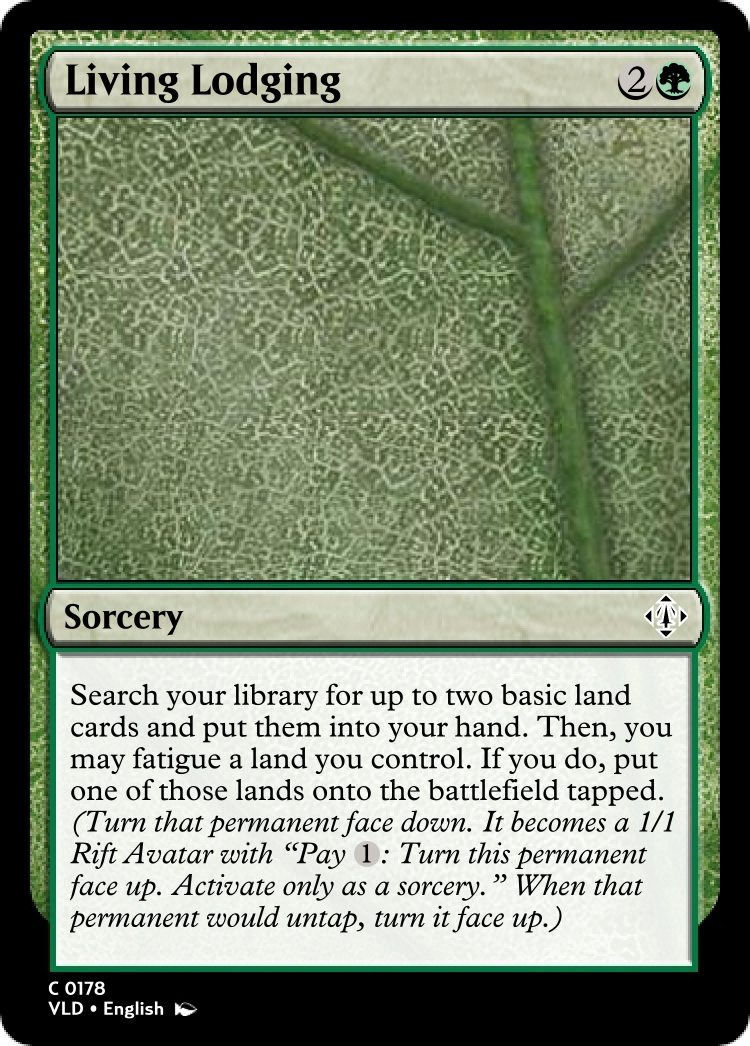 Living Lodging 2
Sorcery
Search your library for up to two basic land
cards and put them into your hand. Then, you
may fatigue a land you control. If you do, put
one of those lands onto the battlefield tapped.
(Turn that permanent face down. It becomes a 1/1
Rift Avatar with “Pay 1: Turn this permanent
face up. Activate only as a sorcery.” When that
permanent would untap, turn it face up.)
C 0178
VLD • English